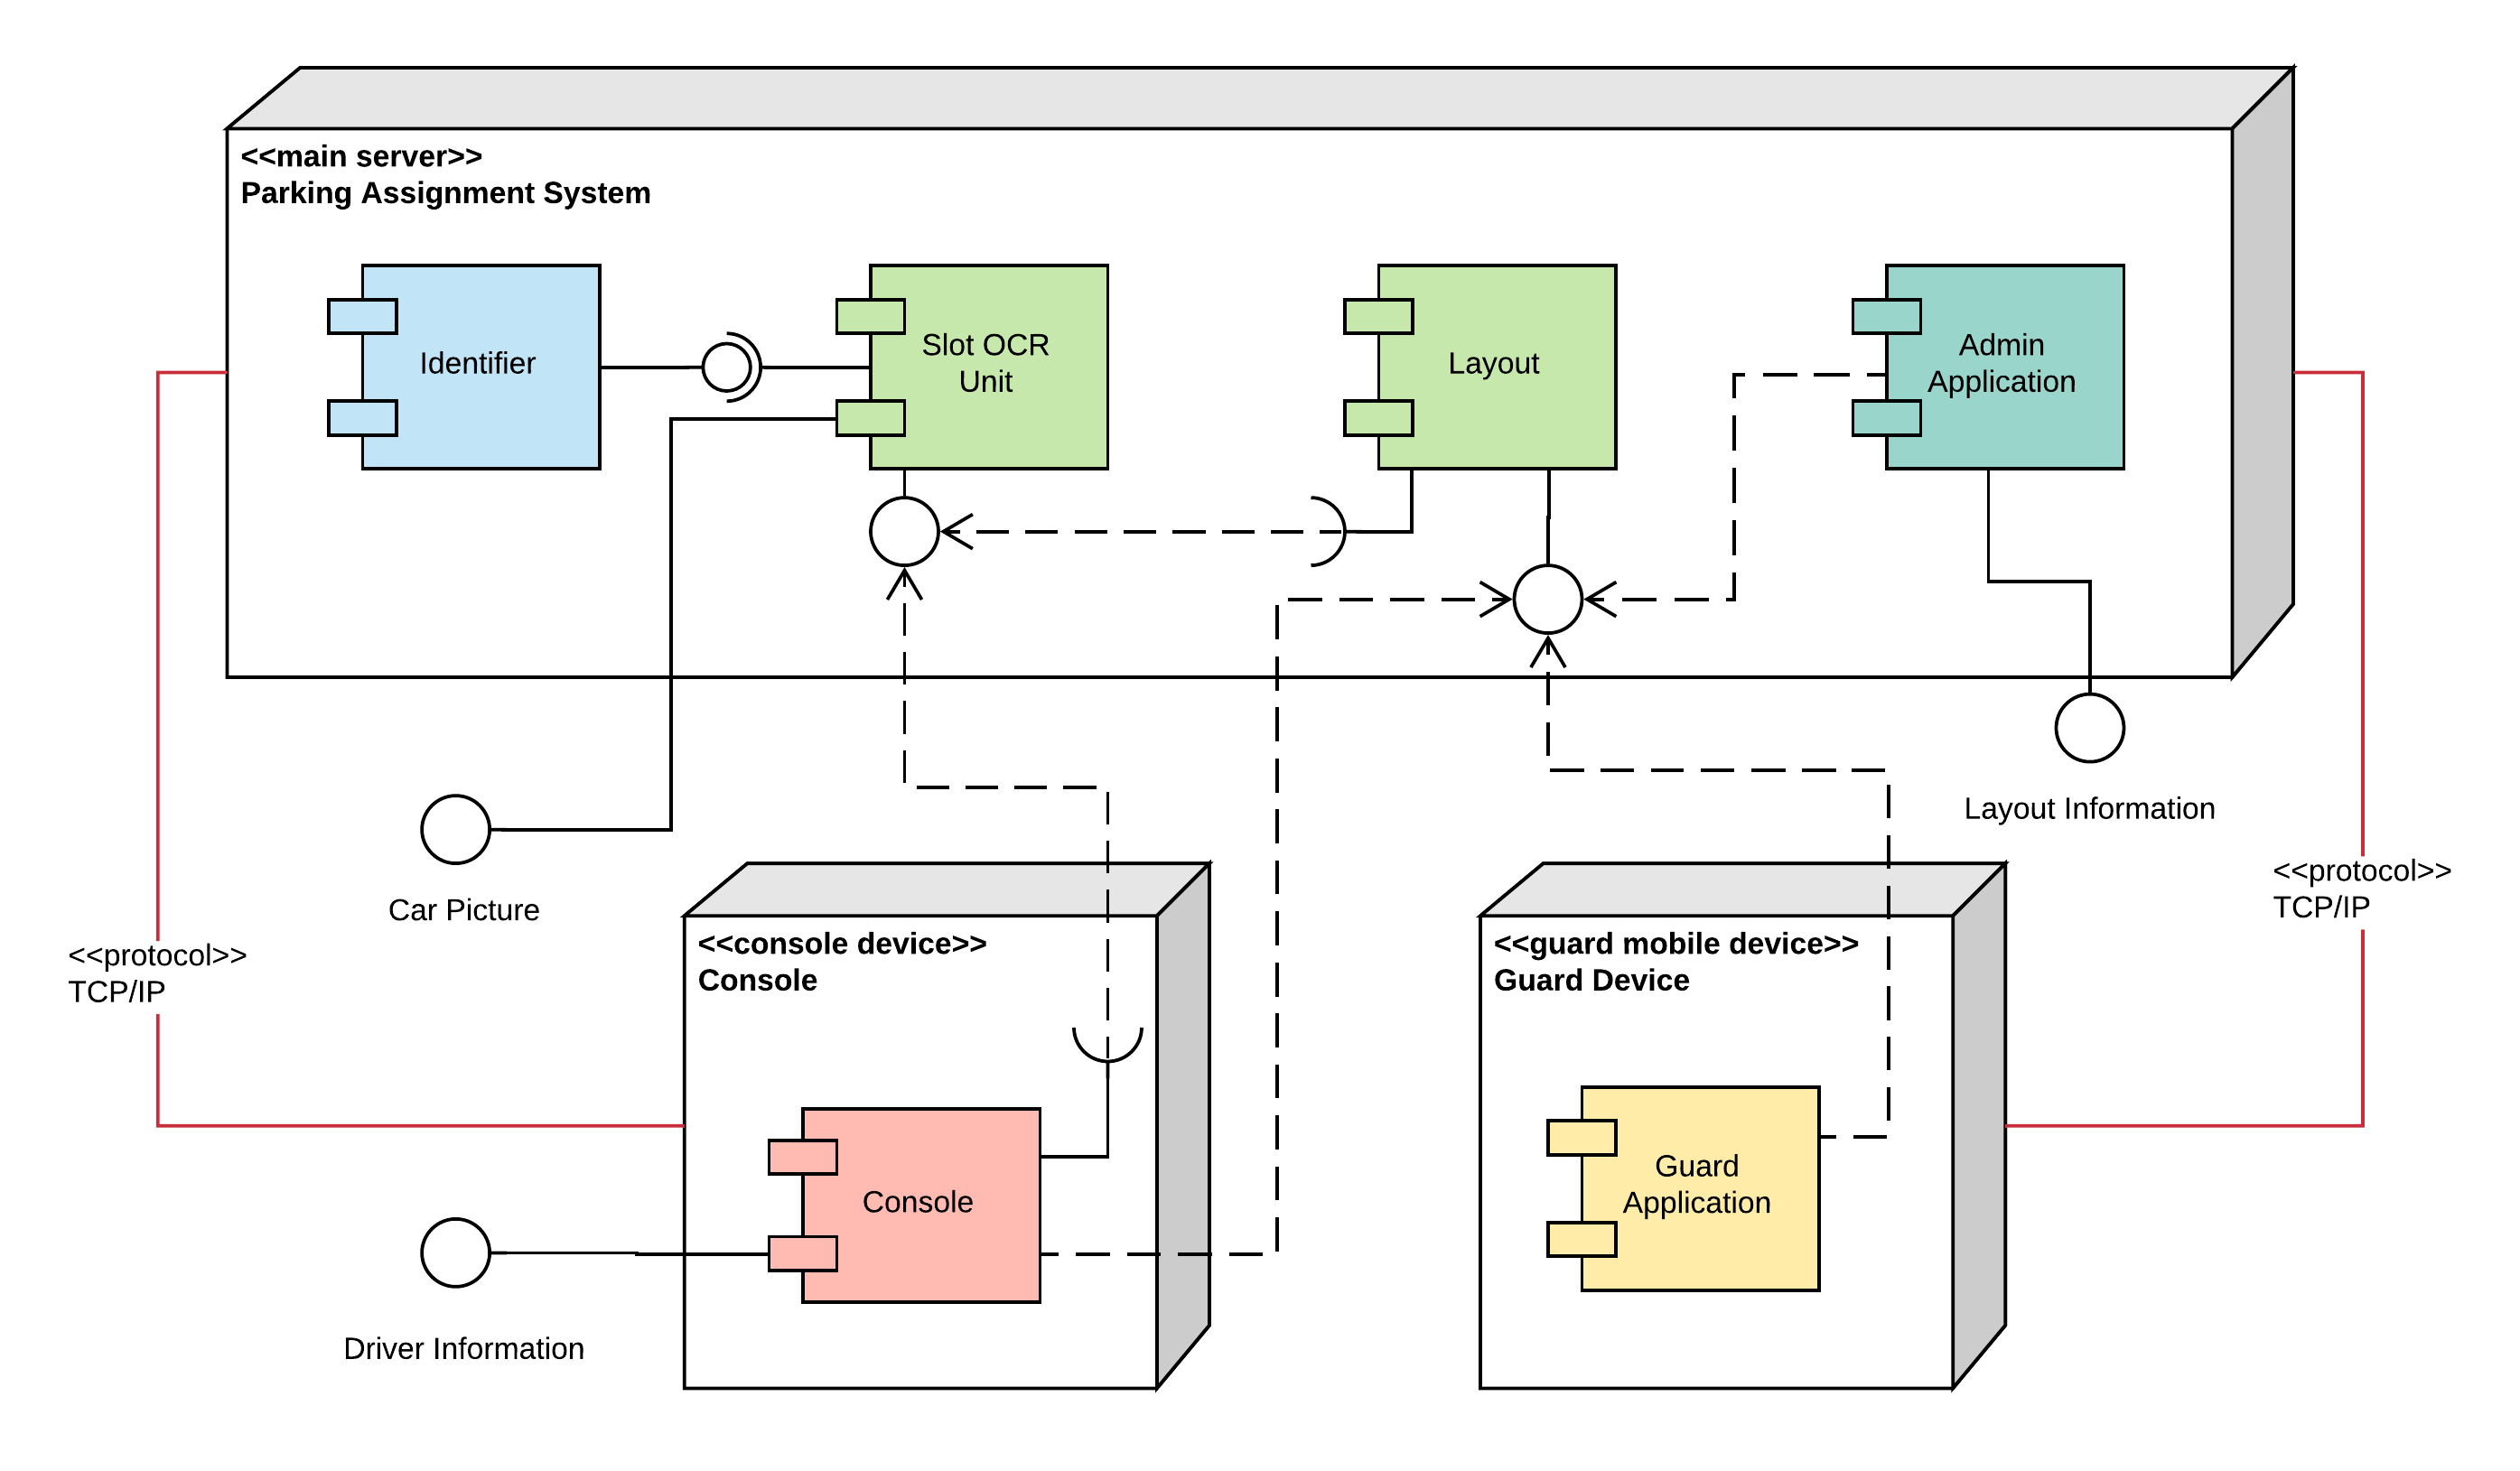 <<main server>>
Parking Assignment System
Identifier
Slot OCR
Unit
Layout
Admin
Application
Layout Information
Car Picture
<<protocol>>
TCP/IP
<<protocol>>
TCP/IP
<<console device>>
Console
<<guard mobile device>>
Guard Device
Console
Guard
Application
Driver Information